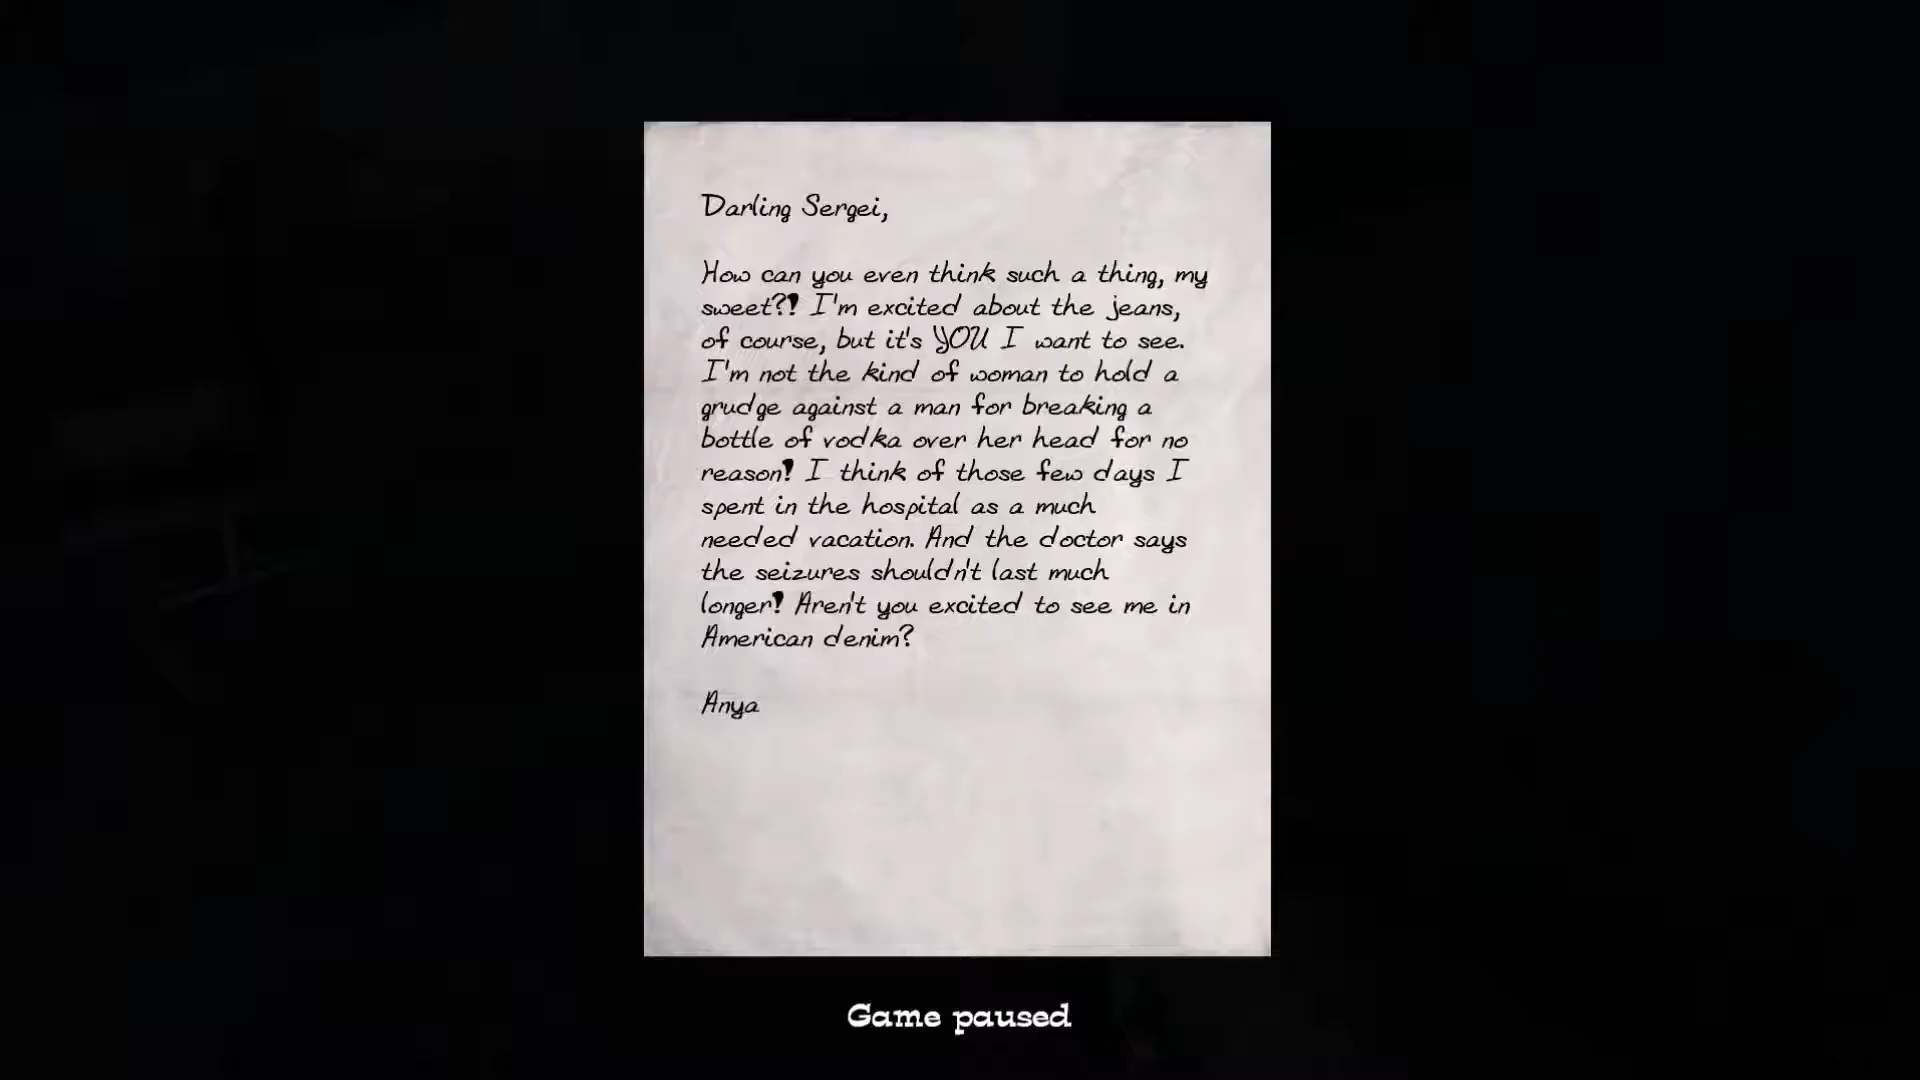 Darling Sergei,
How can you even think such a thing, my
sweet?! I'm excited about the jeans,
of course, but it's YOU I want to see.
I'm not the kind of woman to hold a
grudge against a man for breaking a
bottle of vodka over her head for no
reason! I think of those few days I
spent in the hospital as a much
needed vacation. And the doctor says
the seizures shouldn't last much
longer! Aren't you excited to see me in
American denim?
Anya
Game paused